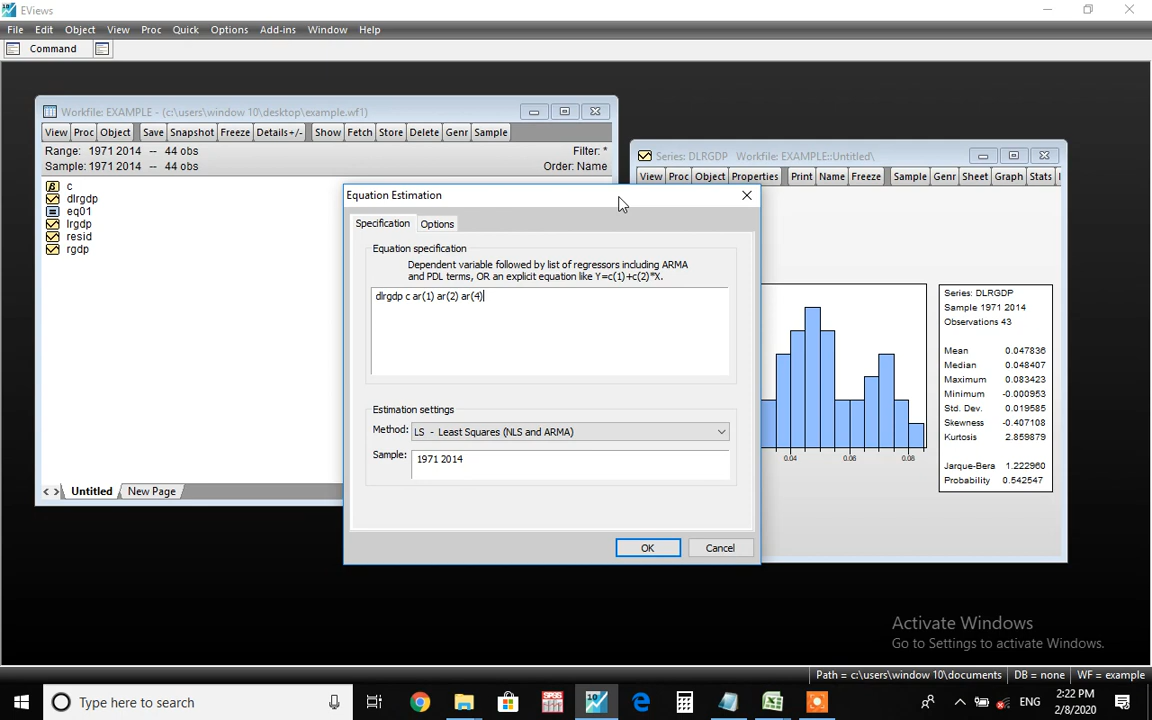 EViews
File Edit Object View Proc Quick Options Add-ins Window Help
Command
Workfile: EXAMPLE - (c:\users\window 10\desktop\example.wf1)
View Proc Object Save Snapshot Freeze Details+/- Show Fetch Store Delete Genr Sample
Range: 1971 2014 -- 44 obs Filter: *
Sample: 1971 2014 -- 44 obs Order: Name
c
dlrgdp
eq01
lrgdp
resid
rgdp
Untitled New Page
Series: DLRGDP Workfile: EXAMPLE::Untitled\
View Proc Object Properties Print Name Freeze Sample Genr Sheet Graph Stats
Equation Estimation
Specification Options
Equation specification
Dependent variable followed by list of regressors including ARMA
and PDL terms, OR an explicit equation like Y=c(1)+c(2)*X.
dlrgdp c ar(1) ar(2) ar(4)
Estimation settings
Method: LS - Least Squares (NLS and ARMA)
Sample: 1971 2014
OK Cancel
0.04 0.06 0.08
Series: DLRGDP
Sample 1971 2014
Observations 43
Mean 0.047836
Median 0.048407
Maximum 0.083423
Minimum -0.000953
Std. Dev. 0.019585
Skewness -0.407108
Kurtosis 2.859879
Jarque-Bera 1.222960
Probability 0.542547
Activate Windows
Go to Settings to activate Windows.
Path = c:\users\window 10\documents DB = none WF = example
Type here to search
SPSS
10
ENG
2:22 PM
2/8/2020